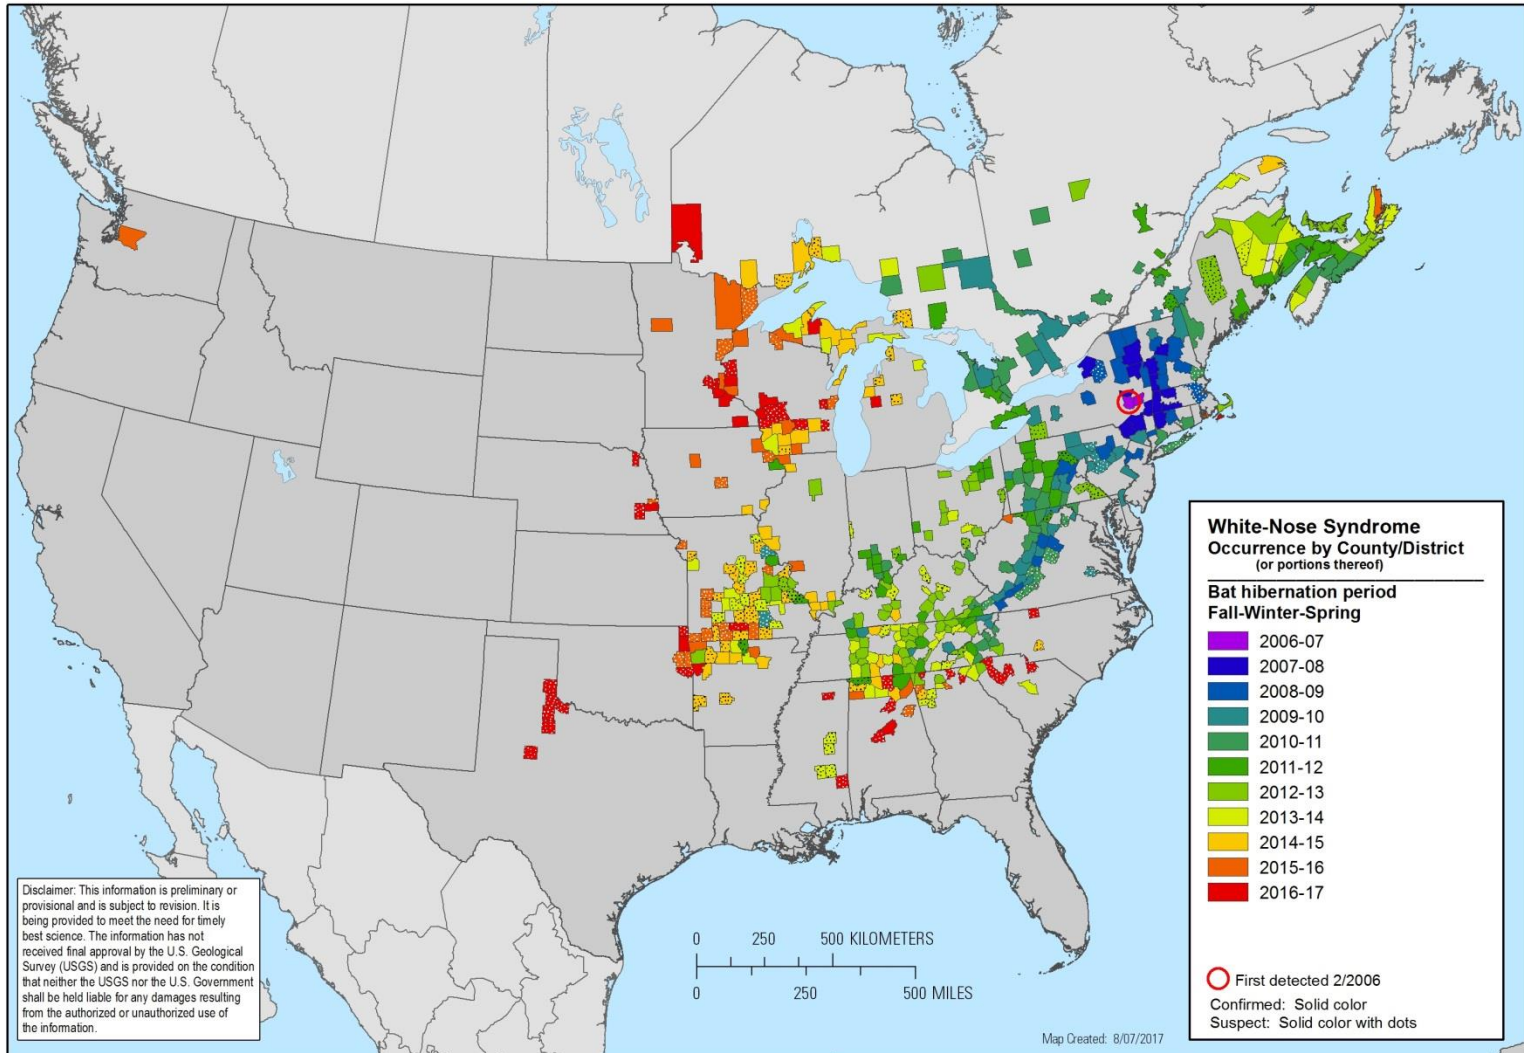 White-Nose Syndrome
Occurrence by County/District
(or portions thereof)
Bat hibernation period
Fall-Winter-Spring
2006-07
2007-08
2008-09
2009-10
2010-11
2011-12
2012-13
2013-14
2014-15
2015-16
2016-17
First detected 2/2006
Confirmed: Solid color
Suspect: Solid color with dots
Disclaimer: This information is preliminary or
provisional and is subject to revision. It is
being provided to meet the need for timely
best science. The information has not
received final approval by the U.S. Geological
Survey (USGS) and is provided on the condition
that neither the USGS nor the U.S. Government
shall be held liable for any damages resulting
from the authorized or unauthorized use of
the information.
0 250 500 KILOMETERS
0 250 500 MILES
Map Created: 8/07/2017